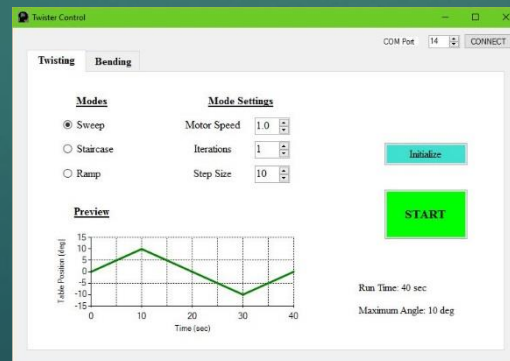 Twister Control
COM Port 14 CONNECT
Twisting Bending
Modes Mode Settings
Sweep Motor Speed 1.0
Staircase Iterations 1
Ramp Step Size 10
Initialize
START
Preview
Table Position (deg)
15
10
5
0
-5
-10
-15
0 10 20 30 40
Time (sec)
Run Time: 40 sec
Maximum Angle: 10 deg